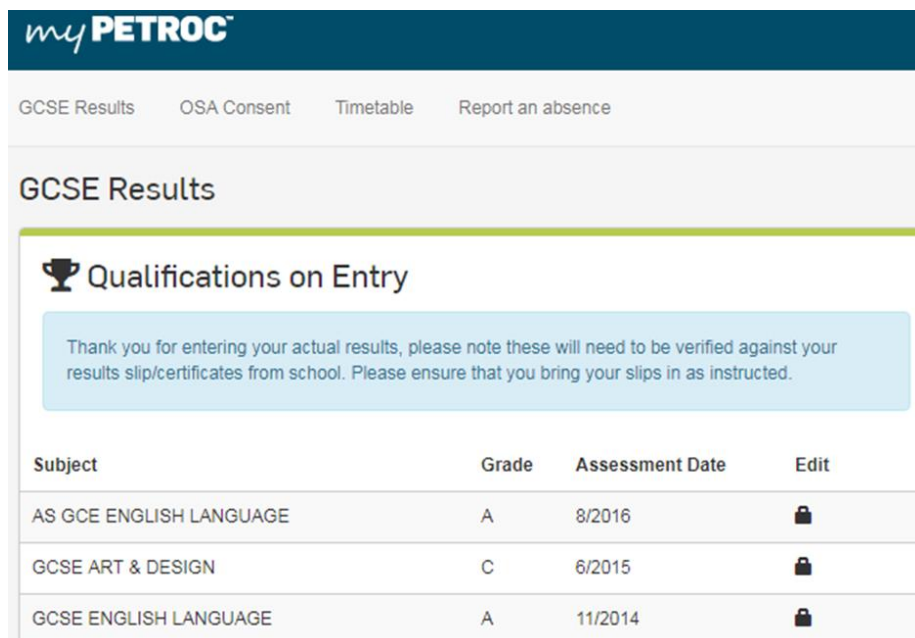 my PETROC™
GCSE Results OSA Consent Timetable Report an absence
GCSE Results
Qualifications on Entry
Thank you for entering your actual results, please note these will need to be verified against your
results slip/certificates from school. Please ensure that you bring your slips in as instructed.
Subject Grade Assessment Date Edit
AS GCE ENGLISH LANGUAGE A 8/2016
GCSE ART & DESIGN C 6/2015
GCSE ENGLISH LANGUAGE A 11/2014